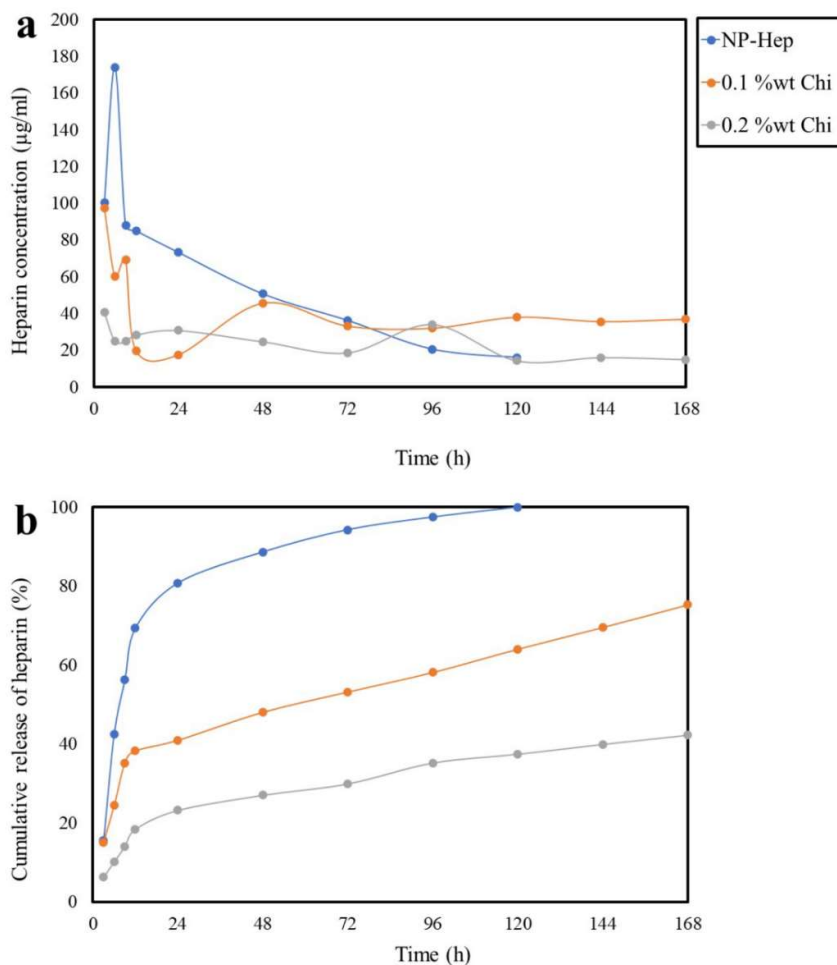 a
200
180
160
140
120
100
80
60
40
20
0
0 24 48 72 96 120 144 168
Heparin concentration (μg/ml)
Time (h)
NP-Hep
0.1 %wt Chi
0.2 %wt Chi
b
100
80
60
40
20
0
0 24 48 72 96 120 144 168
Cumulative release of heparin (%)
Time (h)